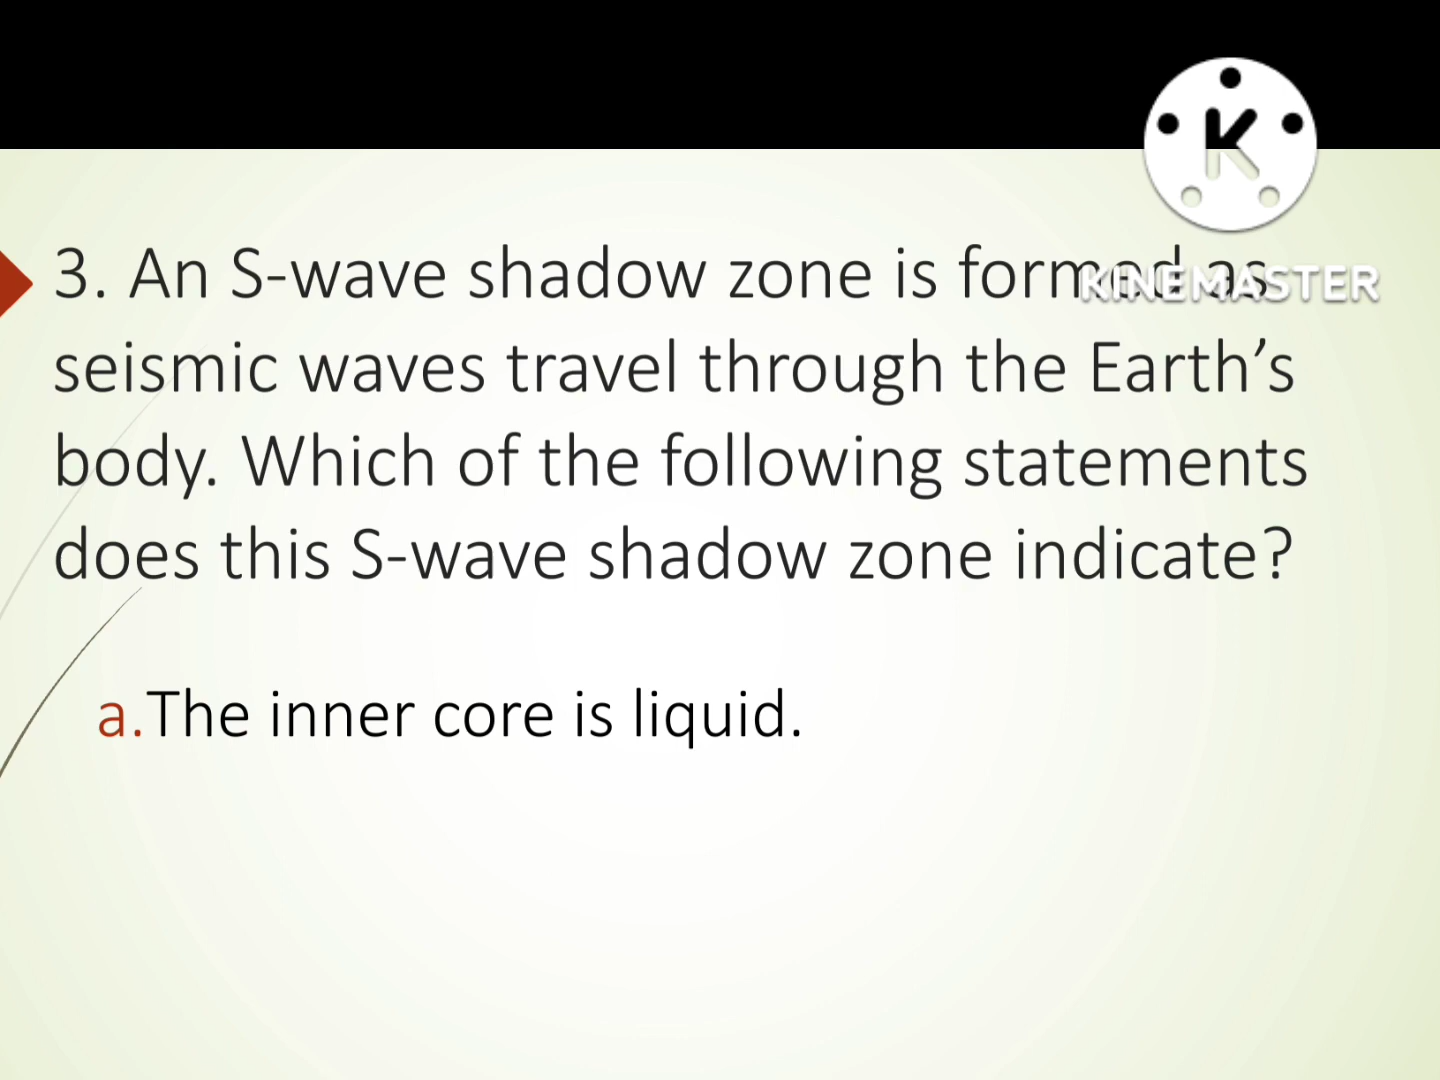 K
KINEMASTER
3. An S-wave shadow zone is formed as
seismic waves travel through the Earth’s
body. Which of the following statements
does this S-wave shadow zone indicate?
a.The inner core is liquid.